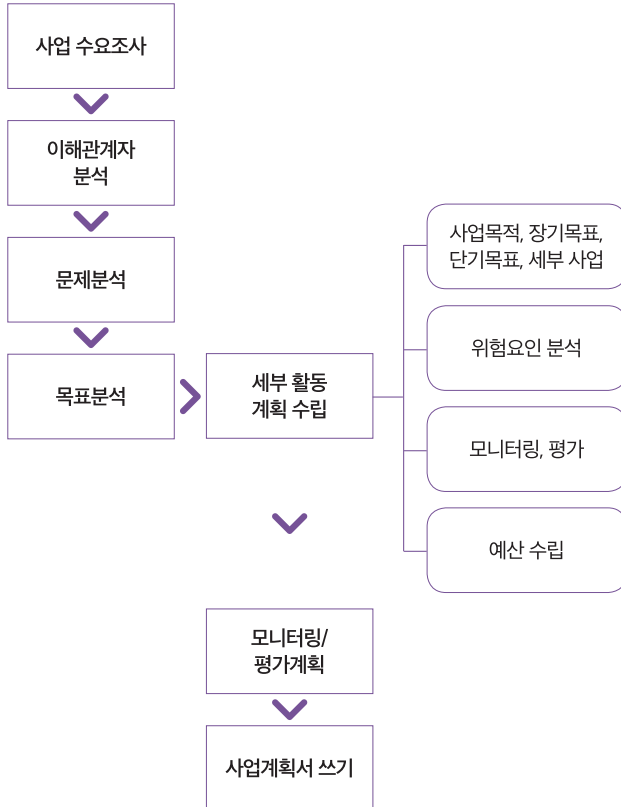 사업 수요조사
이해관계자
분석
문제분석
목표분석
세부 활동
계획 수립
사업목적, 장기목표,
단기목표, 세부 사업
위험요인 분석
모니터링, 평가
예산 수립
모니터링/
평가계획
사업계획서 쓰기